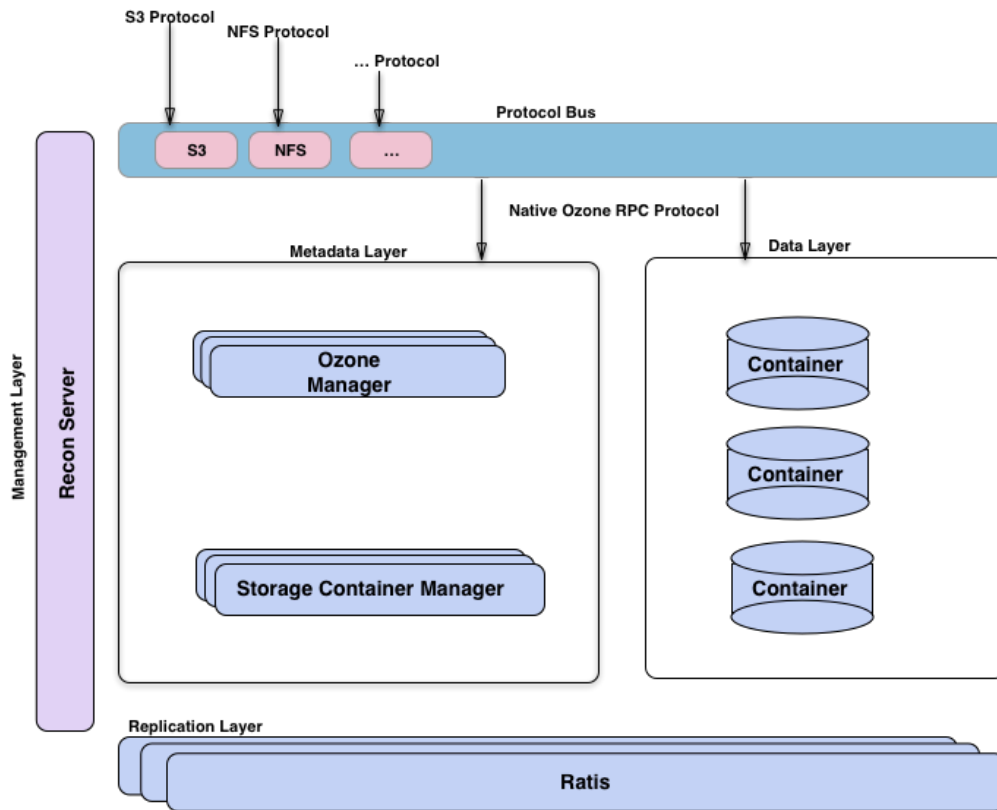 S3 Protocol
NFS Protocol
... Protocol
Protocol Bus
S3
NFS
...
Native Ozone RPC Protocol
Metadata Layer
Data Layer
Management Layer
Recon Server
Ozone
Manager
Container
Container
Storage Container Manager
Container
Replication Layer
Ratis